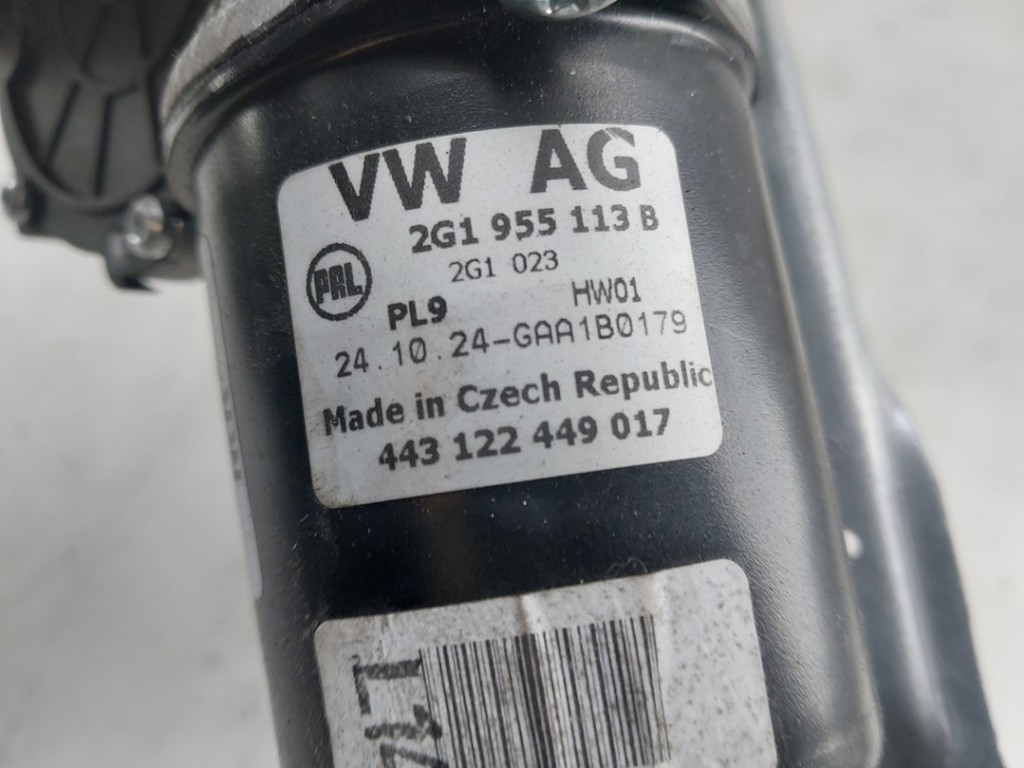 VW AG
2G1 955 113 B
PAL
2G1 023
PL9 HW01
24.10.24-GAA1B0179
Made in Czech Republic
443 122 449 017